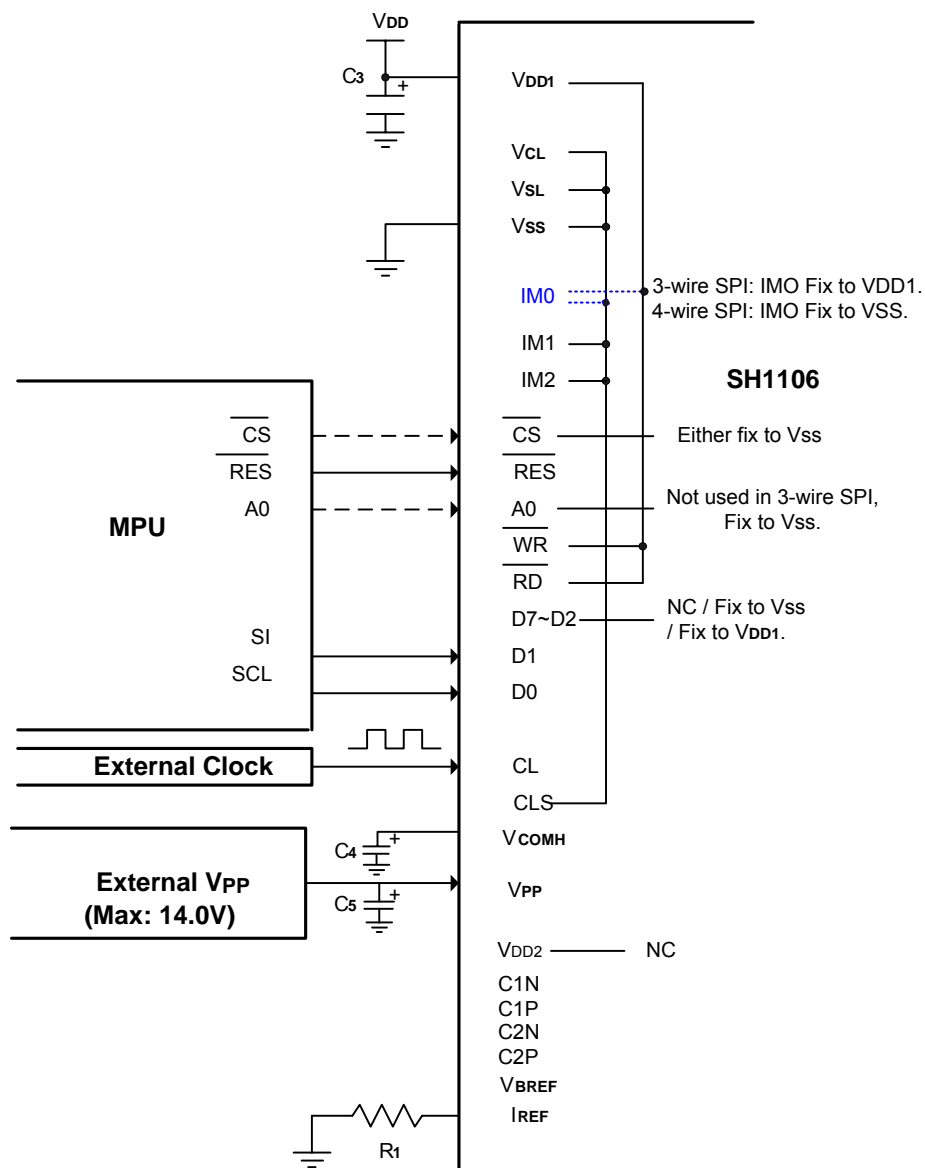 VDD
C3
+
VDD1
VCL
VSL
VSS
IM0
3-wire SPI: IMO Fix to VDD1.
4-wire SPI: IMO Fix to VSS.
IM1
IM2
SH1106
MPU
CS
RES
A0
SI
SCL
CS
Either fix to Vss
RES
A0
Not used in 3-wire SPI,
Fix to Vss.
WR
RD
D7~D2
NC / Fix to Vss
/ Fix to VDD1.
D1
D0
External Clock
CL
CLS
VCOMH
C4
+
External VPP
(Max: 14.0V)
C5
+
VPP
VDD2
NC
C1N
C1P
C2N
C2P
VBREF
IREF
R1